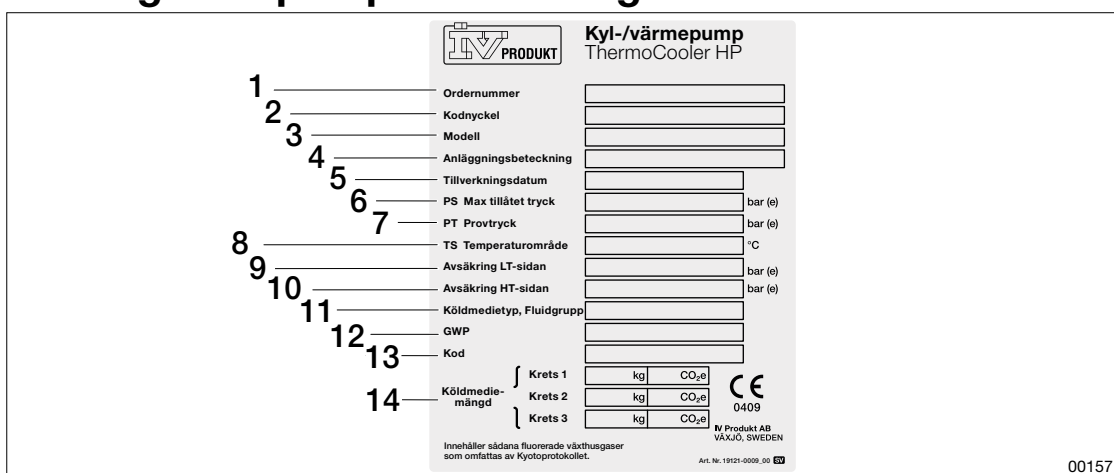 IV PRODUKT
Kyl-/värmepump
ThermoCooler HP
1 Ordernummer
2 Kodnyckel
3 Modell
4 Anläggningsbeteckning
5 Tillverkningsdatum
6 PS Max tillåtet tryck bar (e)
7 PT Provtryck bar (e)
8 TS Temperaturområde °C
9 Avsäkring LT-sidan bar (e)
10 Avsäkring HT-sidan bar (e)
11 Köldmedietyp, Fluidgrupp
12 GWP
13 Kod
14 Köldmedie-
mängd
Krets 1 kg CO₂e
Krets 2 kg CO₂e
Krets 3 kg CO₂e
CE
0409
IV Produkt AB
VÄXJÖ, SWEDEN
Innehåller sådana fluorerade växthusgaser
som omfattas av Kyotoprotokollet.
Art. Nr. 19121-0009_00 SV
00157